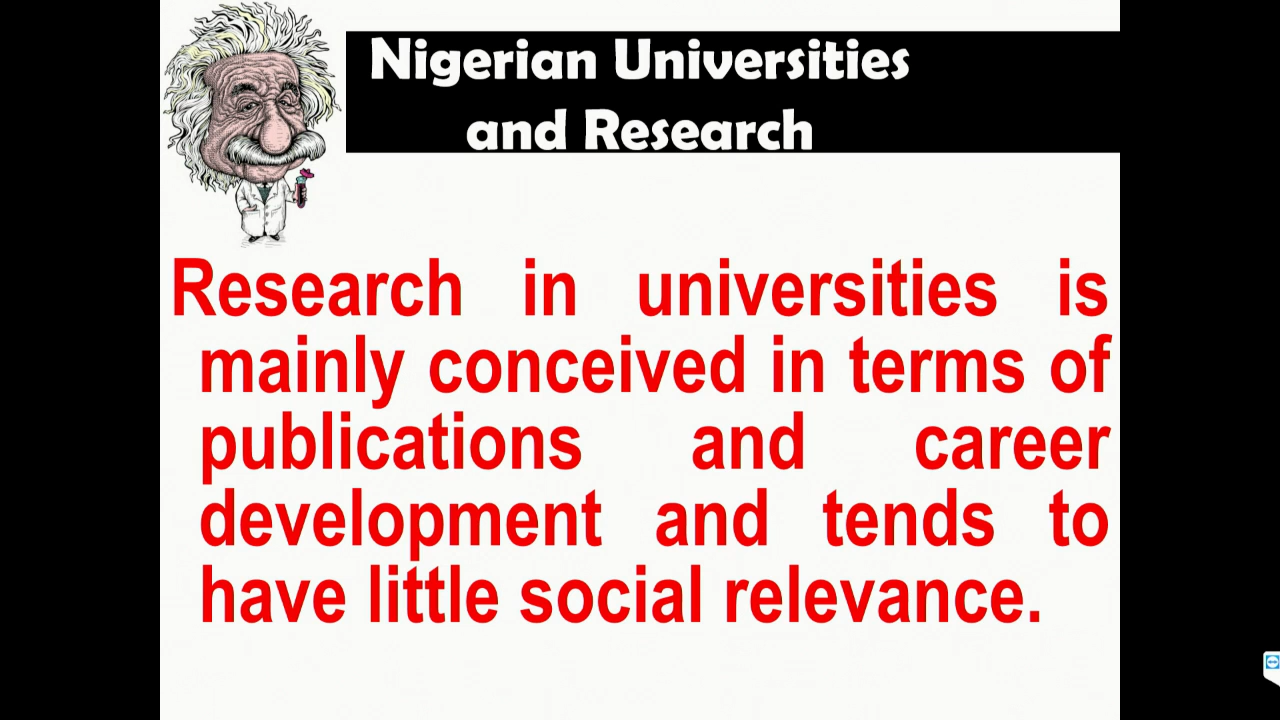 Nigerian Universities
and Research
Research in universities is
mainly conceived in terms of
publications and career
development and tends to
have little social relevance.